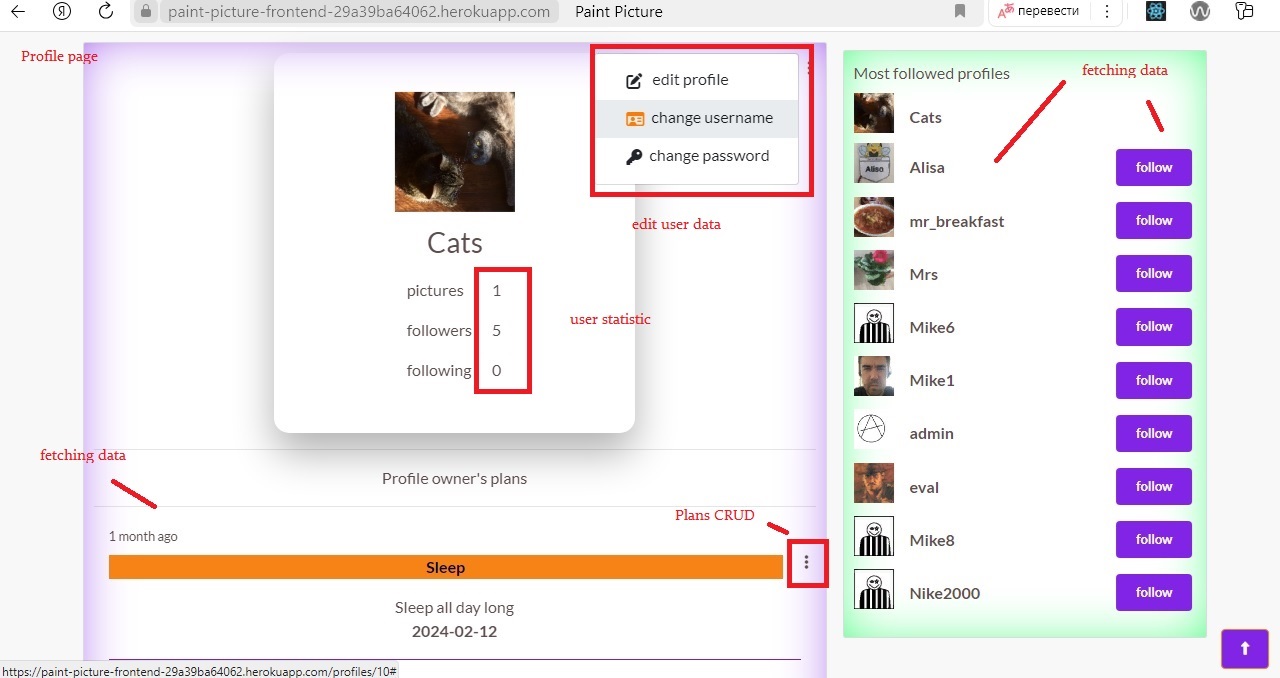 paint-picture-frontend-29a39ba64062.herokuapp.com Paint Picture перевести
Profile page
edit profile
change username
change password
edit user data
Cats
pictures 1
followers 5
following 0
user statistic
fetching data
Profile owner's plans
Plans CRUD
1 month ago
Sleep
Sleep all day long
2024-02-12
Most followed profiles
fetching data
Cats
Alisa follow
mr_breakfast follow
Mrs follow
Mike6 follow
Mike1 follow
admin follow
eval follow
Mike8 follow
Nike2000 follow
https://paint-picture-frontend-29a39ba64062.herokuapp.com/profiles/10#